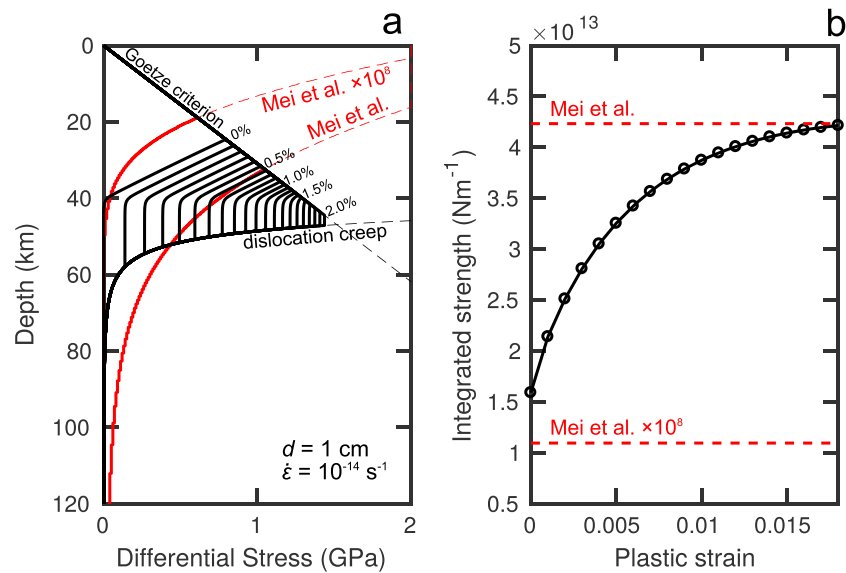 a
0
20
40
60
80
100
120
Depth (km)
0
1
2
Differential Stress (GPa)
Goetze criterion
Mei et al. ×10⁸
Mei et al.
0%
0.5%
1.0%
1.5%
2.0%
dislocation creep
d = 1 cm
ε̇ = 10⁻¹⁴ s⁻¹
b
×10¹³
5
4.5
4
3.5
3
2.5
2
1.5
1
0.5
Integrated strength (Nm⁻¹)
Mei et al.
Mei et al. ×10⁸
0
0.005
0.01
0.015
Plastic strain